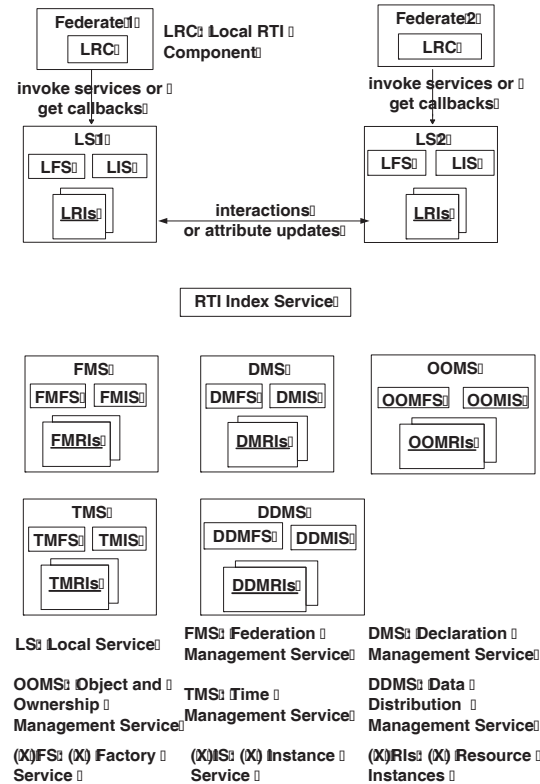 Federate 1
LRC
LRC: Local RTI
Component
Federate 2
LRC
invoke services or
get callbacks
invoke services or
get callbacks
LS1
LFS LIS
LRIs
LS2
LFS LIS
LRIs
interactions
or attribute updates
RTI Index Service
FMS
FMFS FMIS
FMRIs
DMS
DMFS DMIS
DMRIs
OOMS
OOMFS OOMIS
OOMRIs
TMS
TMFS TMIS
TMRIs
DDMS
DDMFS DDMIS
DDMRIs
LS: Local Service
FMS: Federation
Management Service
DMS: Declaration
Management Service
OOMS: Object and
Ownership
Management Service
TMS: Time
Management Service
DDMS: Data
Distribution
Management Service
(X)FS: (X) Factory
Service
(X)IS: (X) Instance
Service
(X)RIs: (X) Resource
Instances